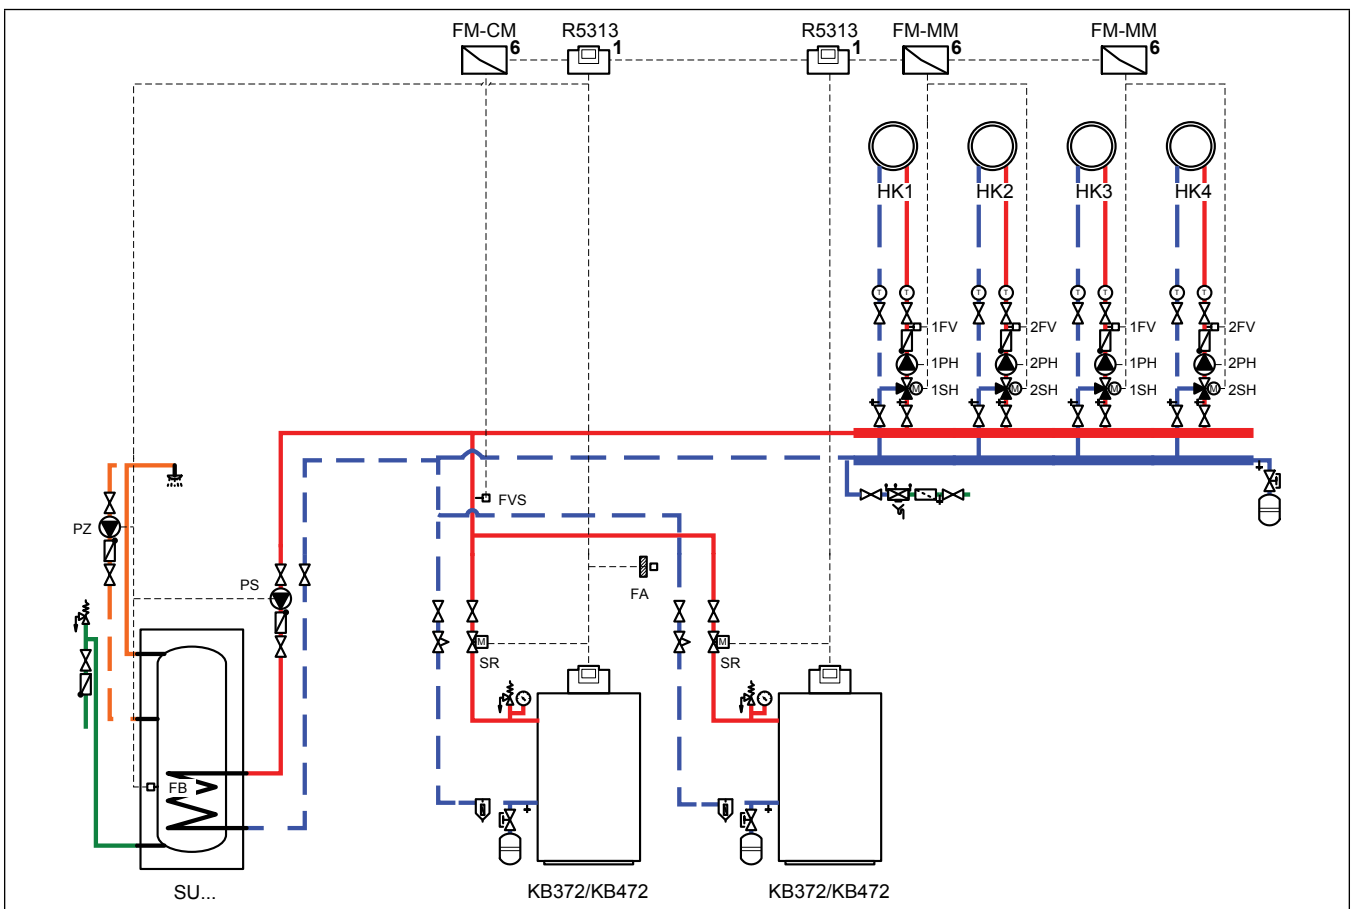 FM-CM
6
R5313
1
R5313
1
FM-MM
6
FM-MM
6
HK1
HK2
HK3
HK4
T T T T T T T T
1FV
2FV
1FV
2FV
1PH
2PH
1PH
2PH
M 1SH
M 2SH
M 1SH
M 2SH
FVS
PZ
FA
PS
M
SR
M
SR
FB
SU...
KB372/KB472
KB372/KB472